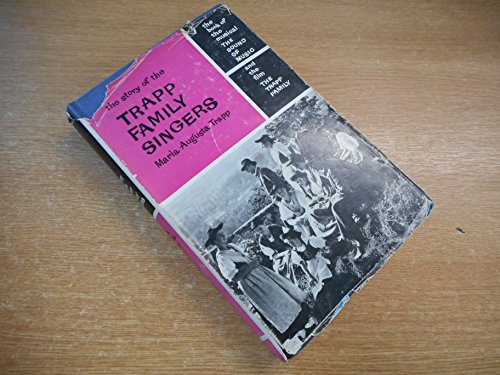 the story of the
TRAPP
FAMILY
SINGERS
Maria Augusta Trapp
The book of
the musical
THE SOUND
OF MUSIC
and the film
THE TRAPP
FAMILY